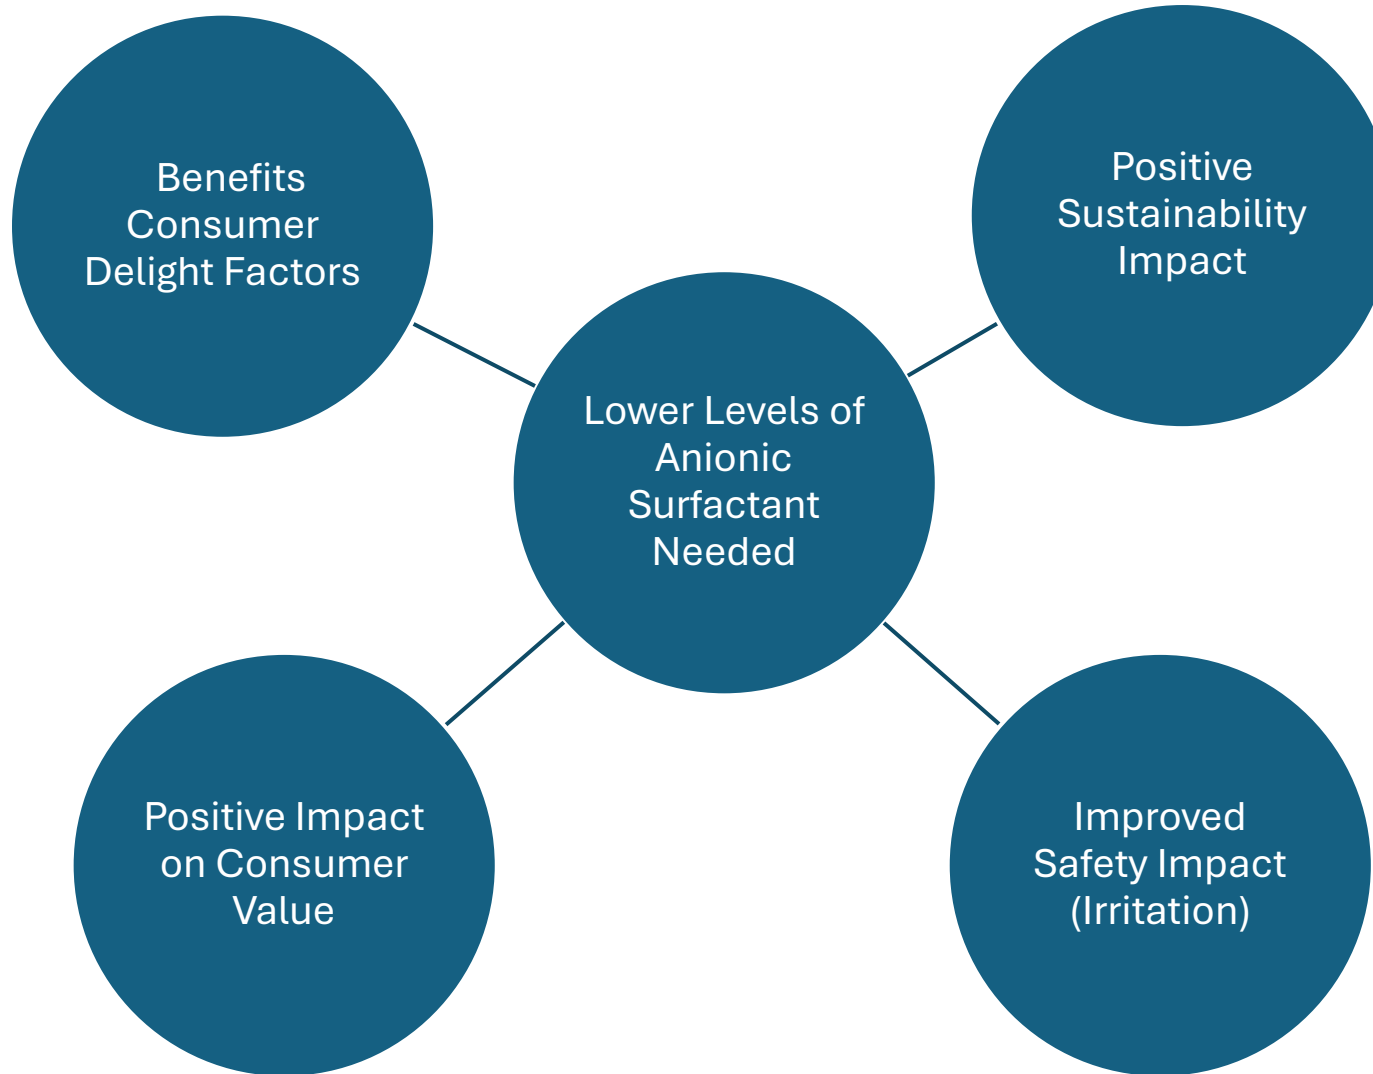 Benefits
Consumer
Delight Factors
Positive
Sustainability
Impact
Lower Levels of
Anionic
Surfactant
Needed
Positive Impact
on Consumer
Value
Improved
Safety Impact
(Irritation)